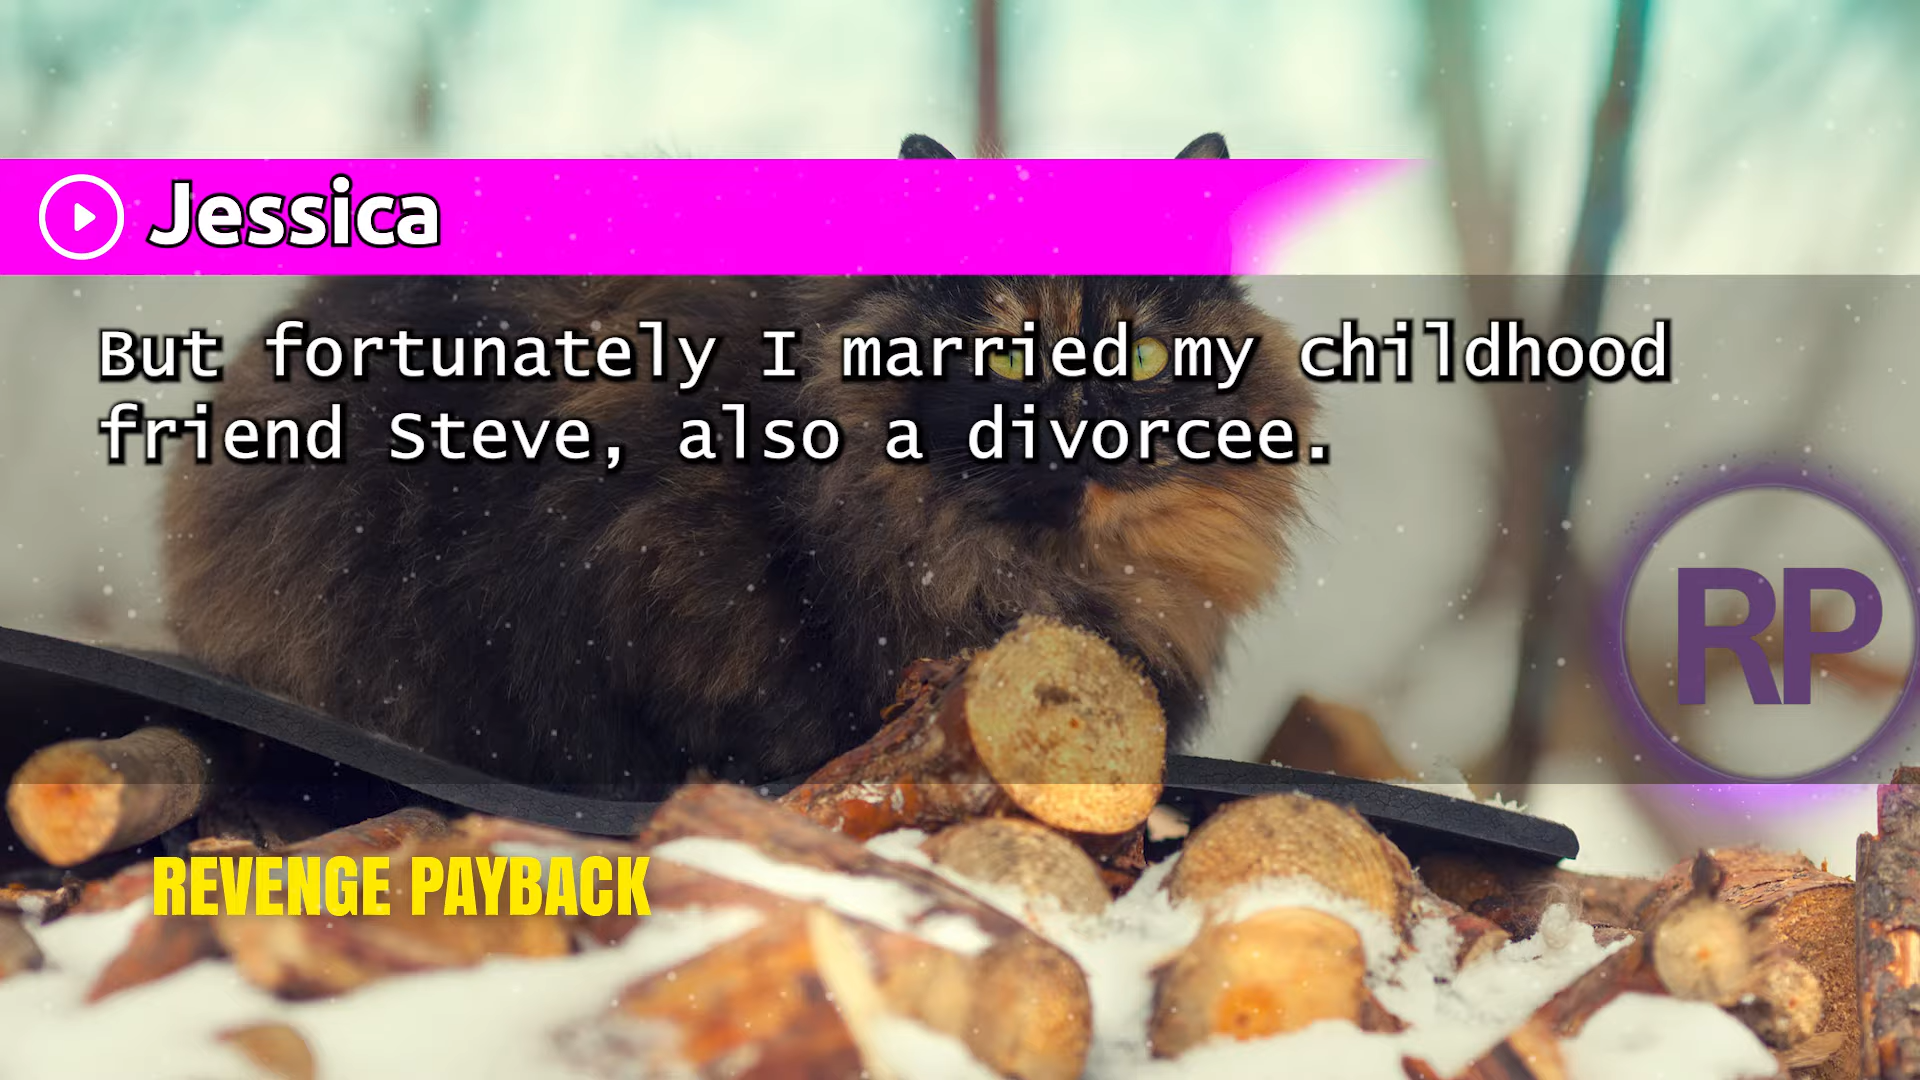 Jessica
But fortunately I married my childhood
friend Steve, also a divorcee.
RP
REVENGE PAYBACK